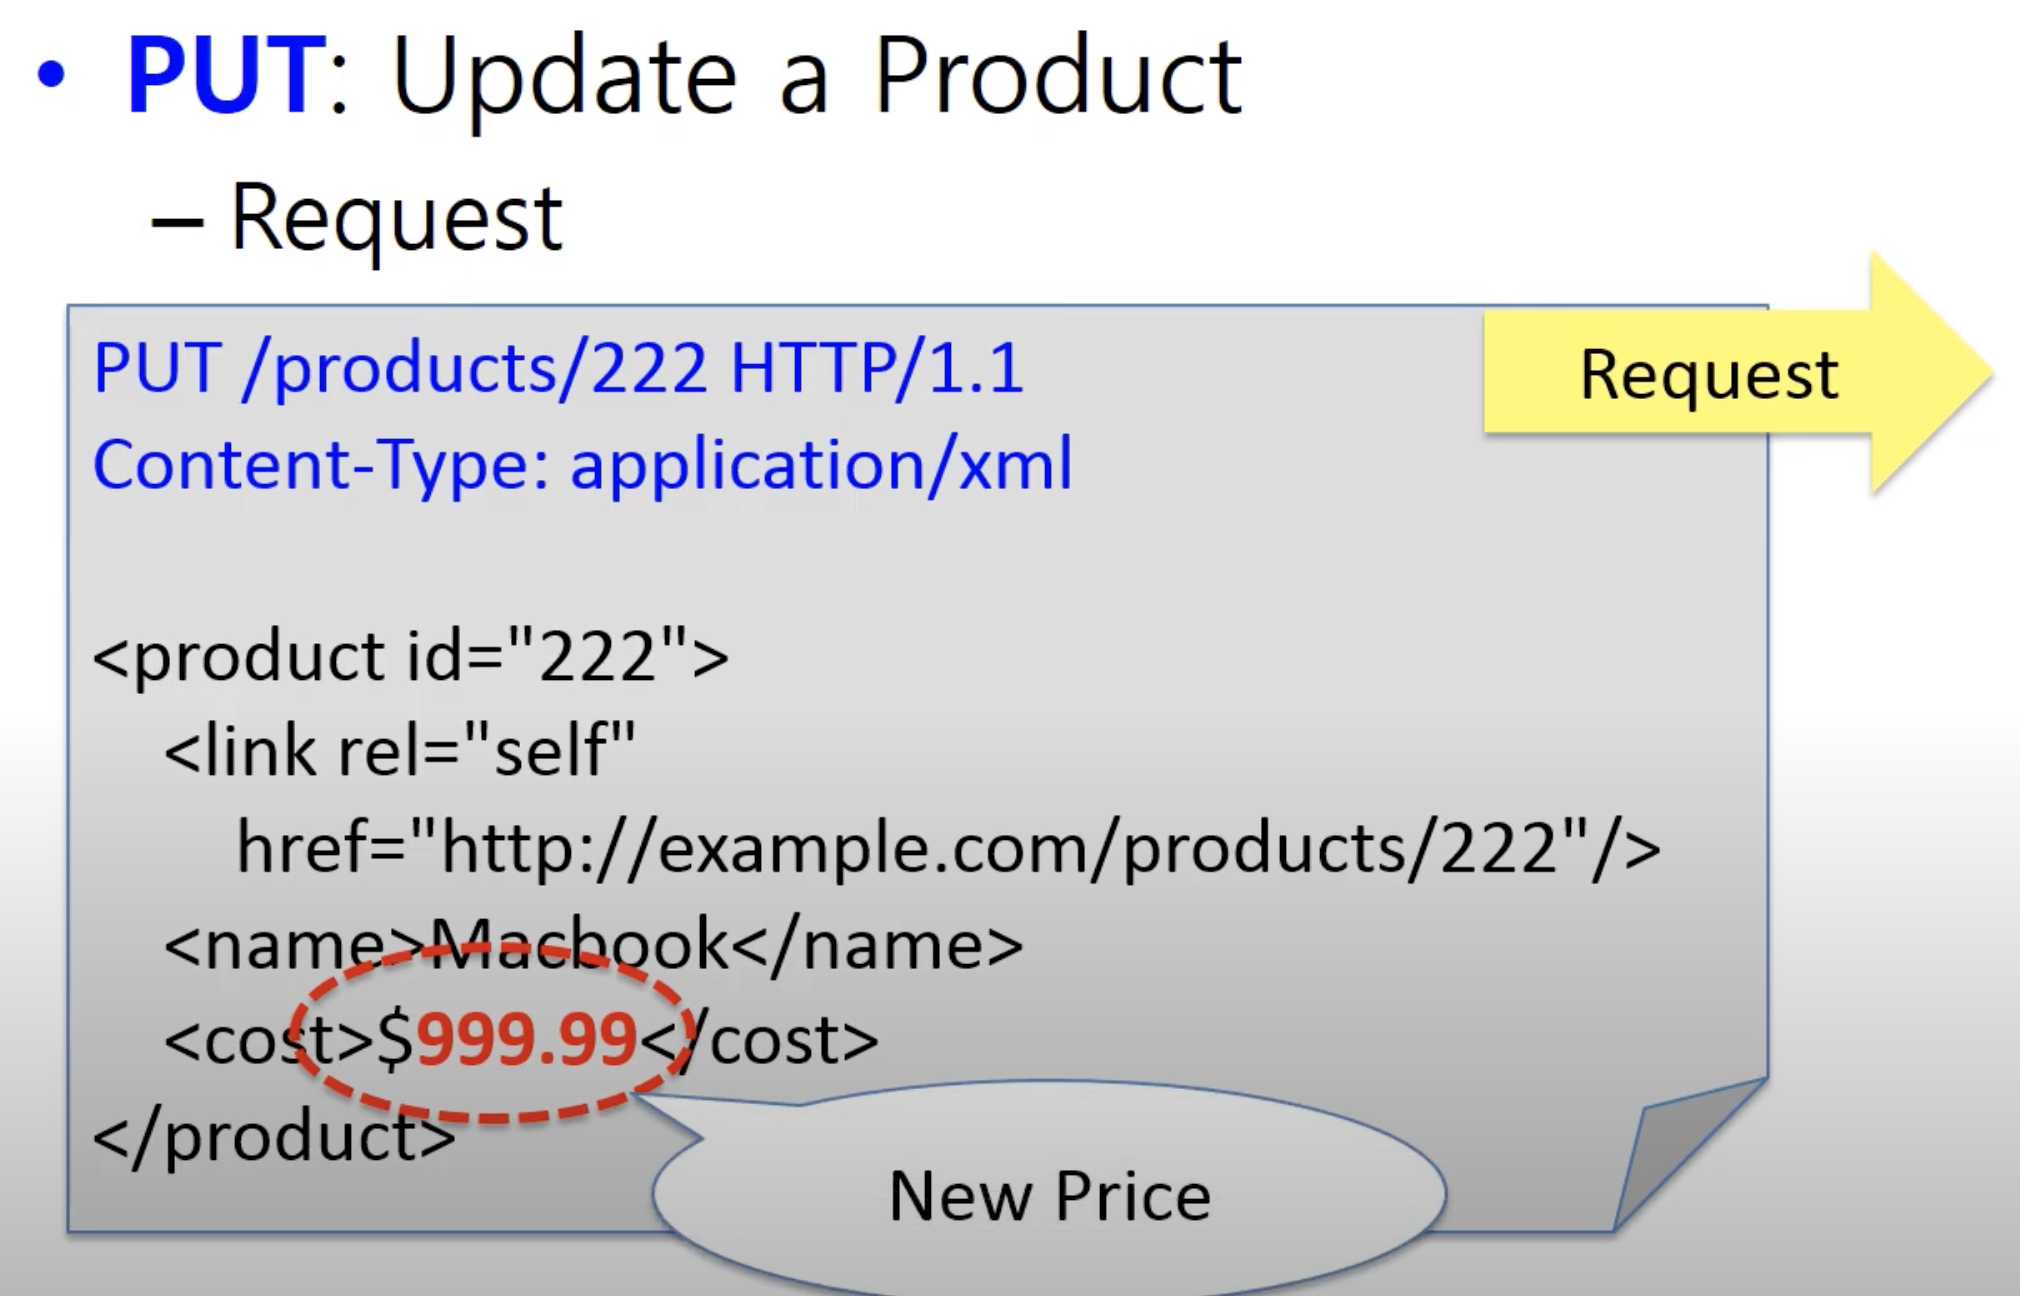 • PUT: Update a Product
– Request
Request
PUT /products/222 HTTP/1.1
Content-Type: application/xml
<product id="222">
<link rel="self"
href="http://example.com/products/222"/>
<name>Macbook</name>
<cost>$999.99</cost>
</product>
New Price